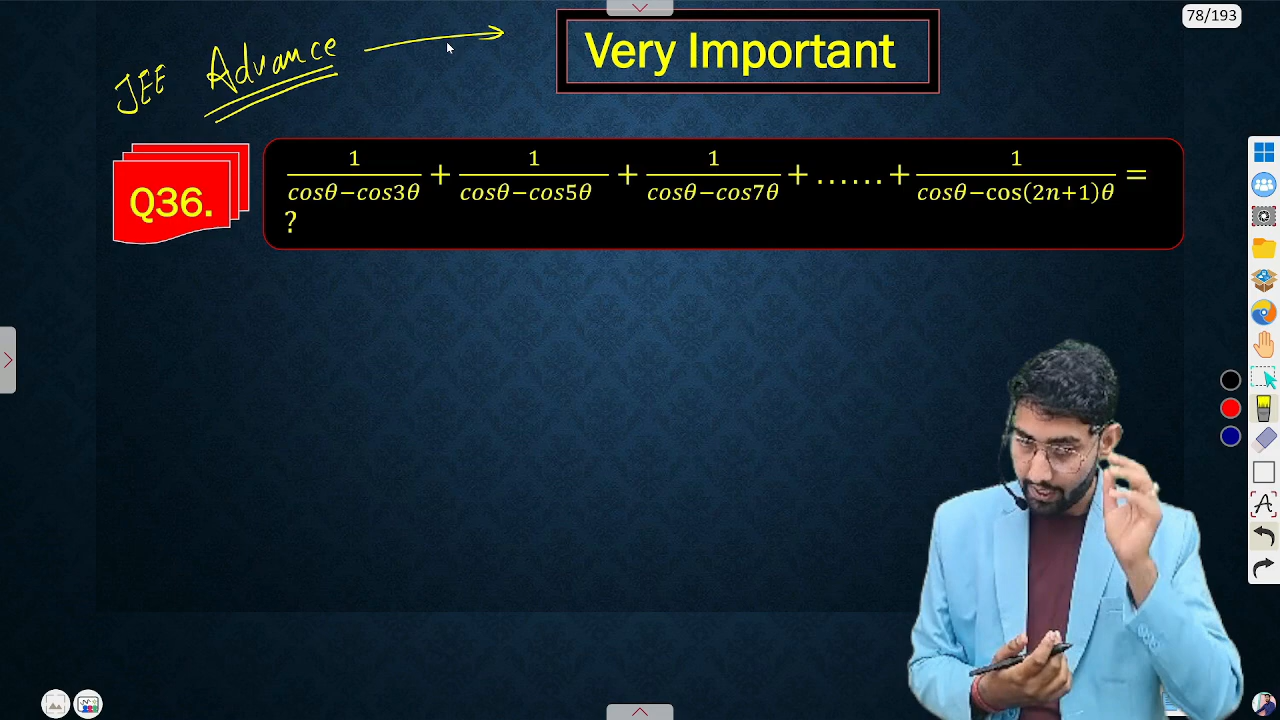 78/193
JEE Advance
Very Important
Q36.
1/(cosθ−cos3θ) + 1/(cosθ−cos5θ) + 1/(cosθ−cos7θ) + ...... + 1/(cosθ−cos(2n+1)θ) =
?